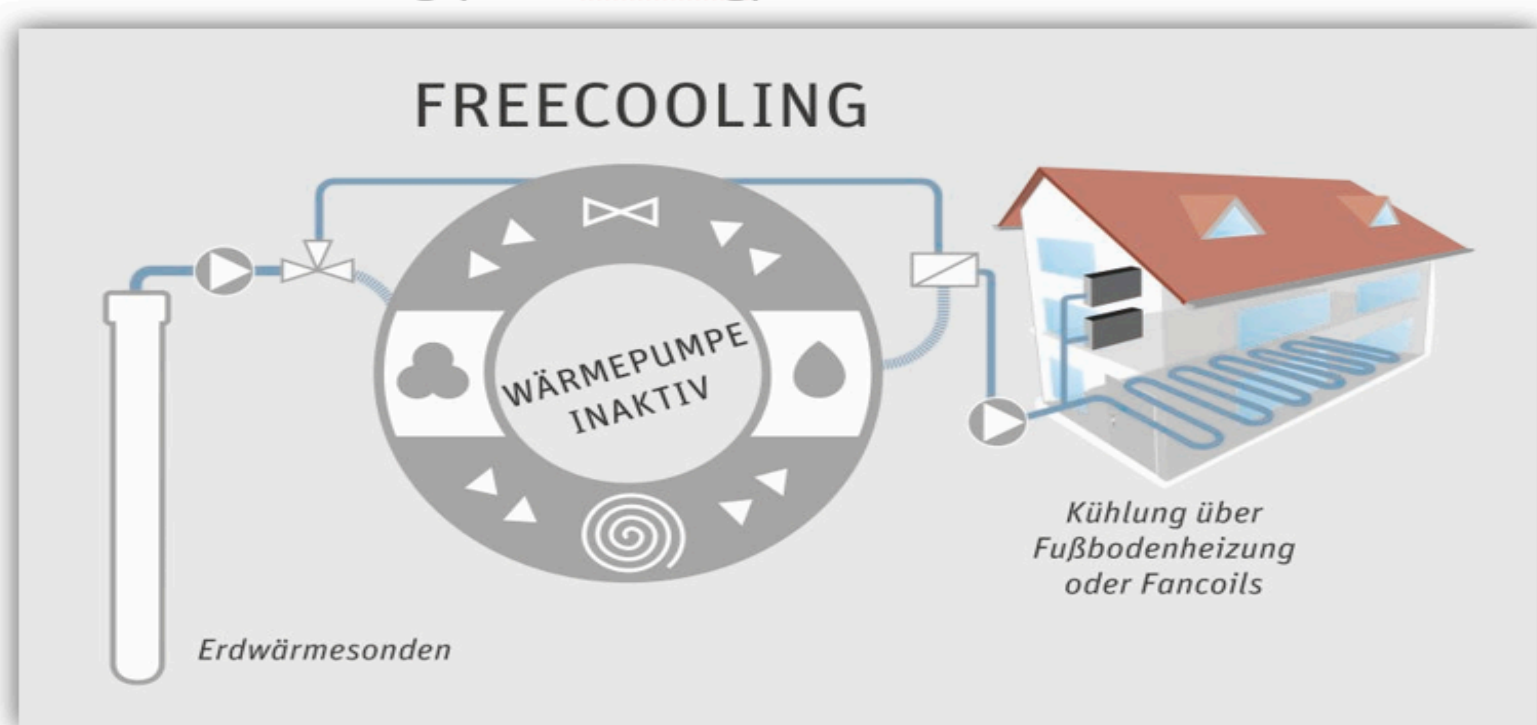 FREECOOLING
WÄRMEPUMPE
INAKTIV
Kühlung über
Fußbodenheizung
oder Fancoils
Erdwärmesonden